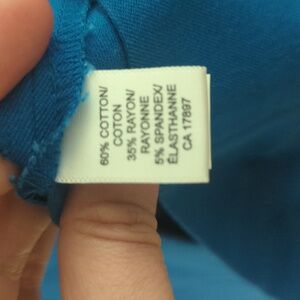 60% COTTON/
COTON
35% RAYON/
RAYONNE
5% SPANDEX/
ÉLASTHANNE
CA 17897